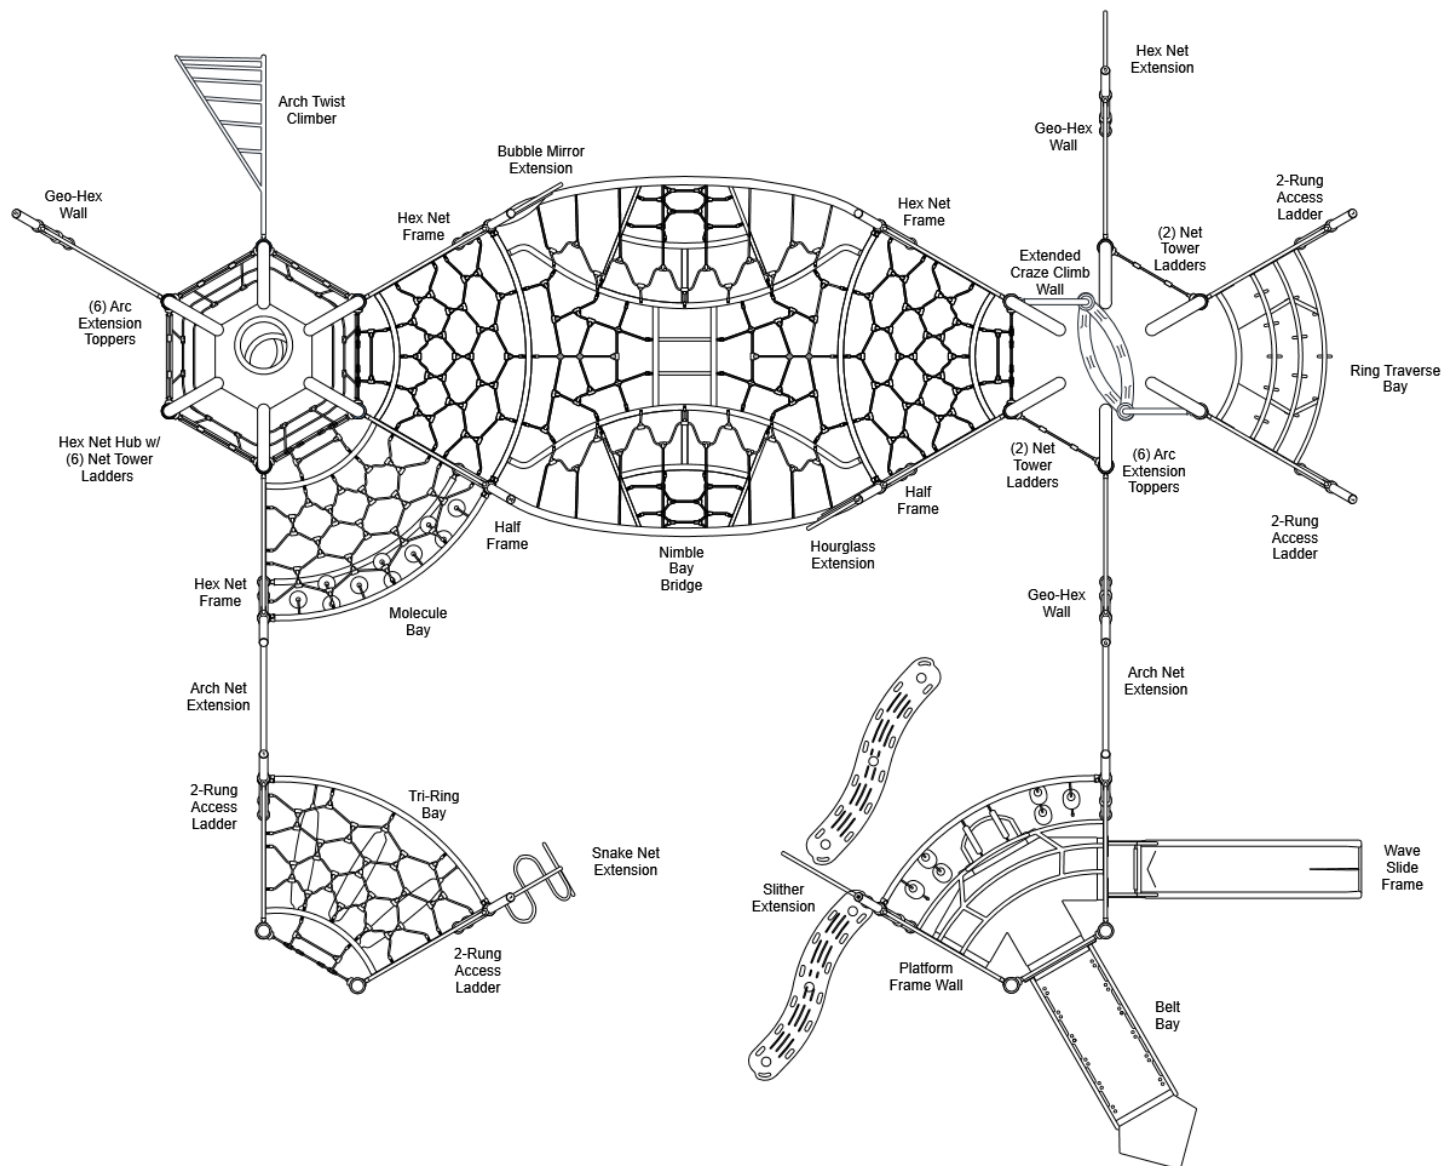 Hex Net
Extension
Arch Twist
Climber
Geo-Hex
Wall
Bubble Mirror
Extension
2-Rung
Access
Ladder
Geo-Hex
Wall
Hex Net
Frame
Hex Net
Frame
(2) Net
Tower
Ladders
Extended
Craze Climb
Wall
(6) Arc
Extension
Toppers
Ring Traverse
Bay
Hex Net Hub w/
(6) Net Tower
Ladders
(2) Net
Tower
Ladders
(6) Arc
Extension
Toppers
Half
Frame
Half
Frame
2-Rung
Access
Ladder
Nimble
Bay
Bridge
Hourglass
Extension
Hex Net
Frame
Molecule
Bay
Geo-Hex
Wall
Arch Net
Extension
Arch Net
Extension
2-Rung
Access
Ladder
Tri-Ring
Bay
Snake Net
Extension
Slither
Extension
Wave
Slide
Frame
2-Rung
Access
Ladder
Platform
Frame Wall
Belt
Bay